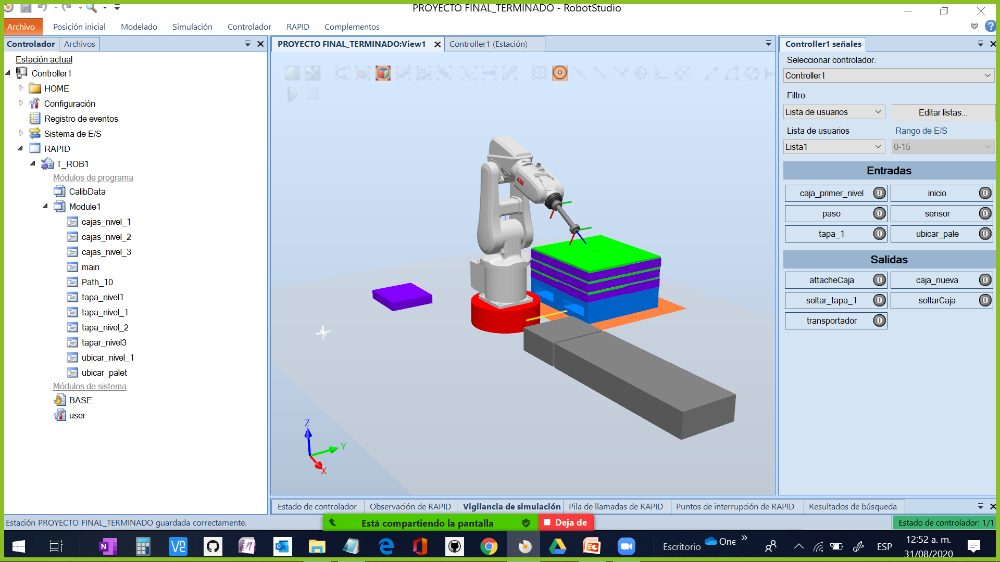 PROYECTO FINAL_TERMINADO - RobotStudio
Archivo Posición inicial Modelado Simulación Controlador RAPID Complementos
Controlador Archivos
Estación actual
Controller1
HOME
Configuración
Registro de eventos
Sistema de E/S
RAPID
T_ROB1
Módulos de programa
CalibData
Module1
cajas_nivel_1
cajas_nivel_2
cajas_nivel_3
main
Path_10
tapa_nivel1
tapa_nivel_1
tapa_nivel_2
tapar_nivel3
ubicar_nivel_1
ubicar_palet
Módulos de sistema
BASE
user
PROYECTO FINAL_TERMINADO:View1 Controller1 (Estación)
ABB
Z
Y
X
Controller1 señales
Seleccionar controlador:
Controller1
Filtro
Lista de usuarios Editar listas...
Lista de usuarios Rango de E/S
Lista1 0-15
Entradas
caja_primer_nivel 0 inicio 0
paso 0 sensor 0
tapa_1 0 ubicar_pale 0
Salidas
attacheCaja 0 caja_nueva 0
soltar_tapa_1 0 soltarCaja 0
transportador 0
Estado de controlador Observación de RAPID Vigilancia de simulación Pila de llamadas de RAPID Puntos de interrupción de RAPID Resultados de búsqueda
Estación PROYECTO FINAL_TERMINADO guardada correctamente.
Está compartiendo la pantalla Deja de
Estado de controlador: 1/1
Escritorio One » ESP 12:52 a. m.
31/08/2020